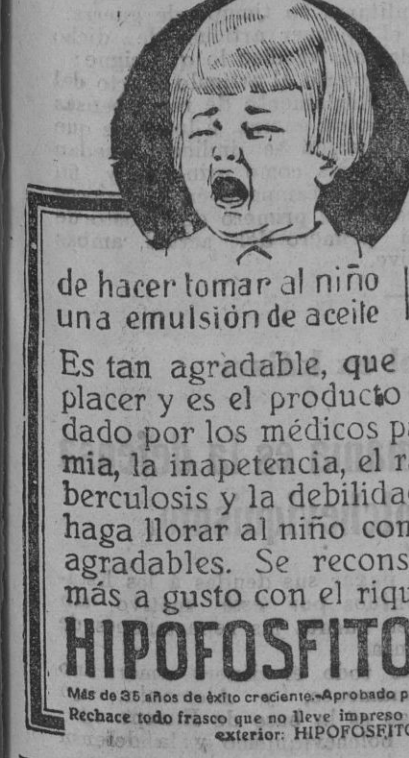 de hacer tomar al niño
una emulsión de aceite
Es tan agradable, que
placer y es el producto
dado por los médicos pa
mia, la inapetencia, el r
berculosis y la debilida
haga llorar al niño con
agradables. Se recons
más a gusto con el riqu
HIPOFOSFITO
Más de 35 años de éxito creciente.-Aprobado p
Rechace todo frasco que no lleve impreso
exterior: HIPOFOSFITO